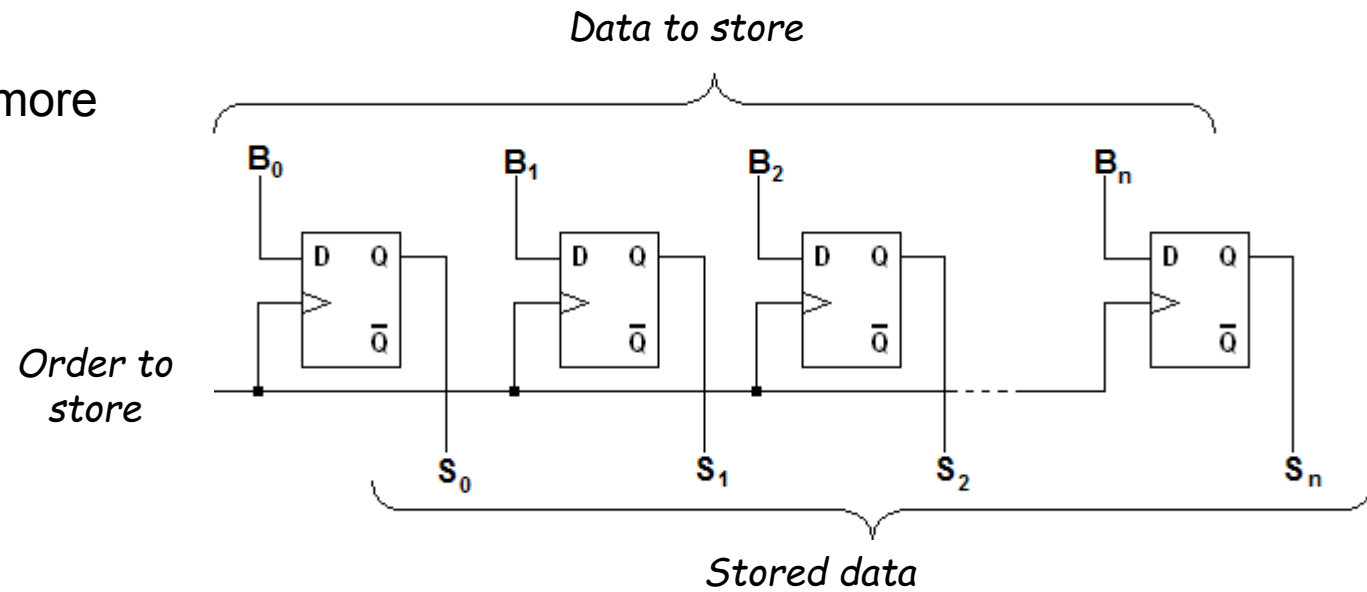 Data to store
more
B₀ B₁ B₂ Bₙ
D Q D Q D Q D Q
Q̅ Q̅ Q̅ Q̅
Order to
store
S₀ S₁ S₂ Sₙ
Stored data